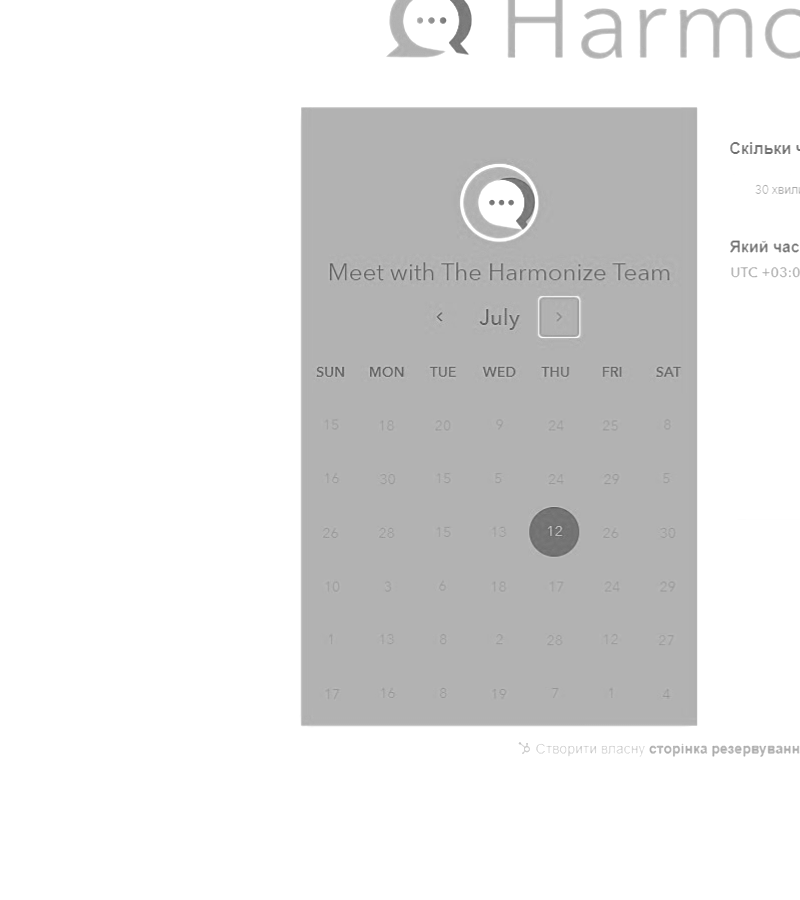 Harmo
Скільки ч
30 хвили
Який час
UTC +03:0
Meet with The Harmonize Team
July
SUN MON TUE WED THU FRI SAT
15 18 20 9 24 25 8
16 30 15 5 24 29 5
26 28 15 13 12 26 30
10 3 6 18 17 24 29
1 13 8 2 28 12 27
17 16 8 19 7 1 4
Створити власну сторінка резервуванн